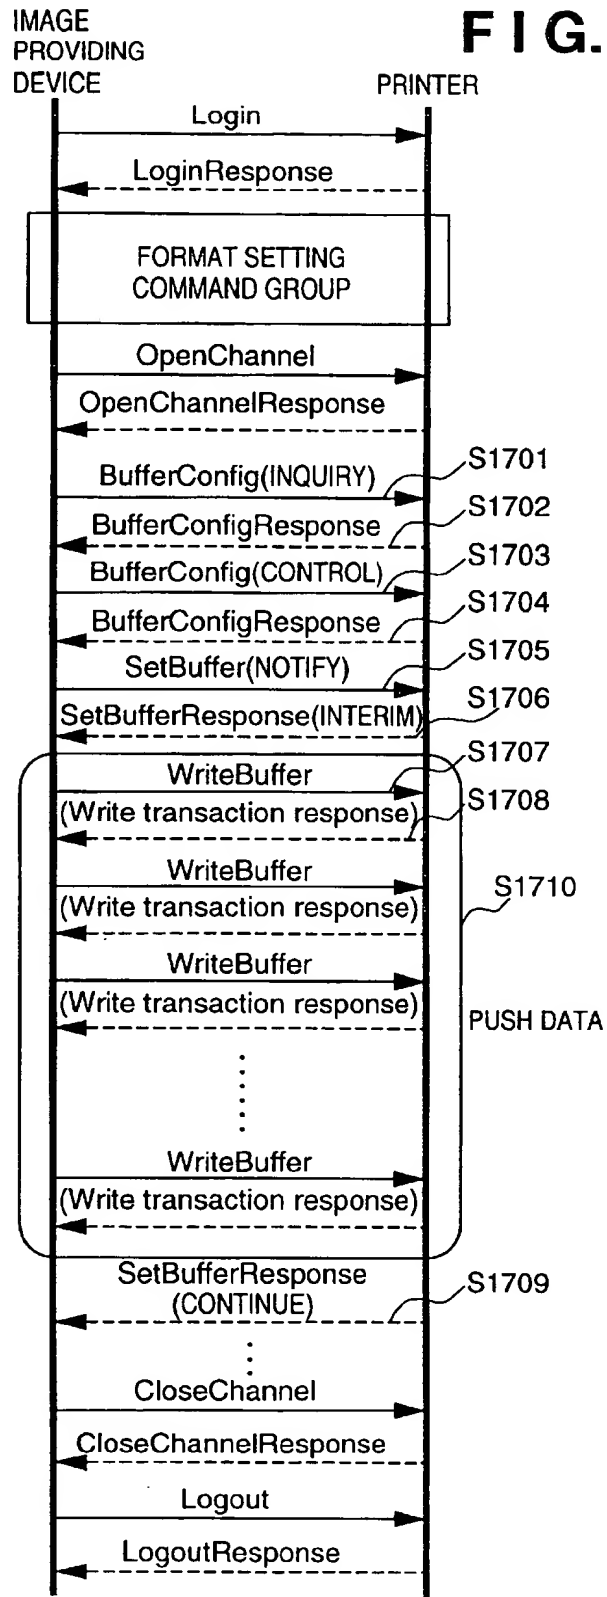 IMAGE
PROVIDING
DEVICE
FIG.
PRINTER
Login
LoginResponse
FORMAT SETTING
COMMAND GROUP
OpenChannel
OpenChannelResponse
BufferConfig(INQUIRY)
S1701
BufferConfigResponse
S1702
BufferConfig(CONTROL)
S1703
BufferConfigResponse
S1704
SetBuffer(NOTIFY)
S1705
SetBufferResponse(INTERIM)
S1706
WriteBuffer
S1707
(Write transaction response)
S1708
WriteBuffer
(Write transaction response)
S1710
WriteBuffer
(Write transaction response)
PUSH DATA
WriteBuffer
(Write transaction response)
SetBufferResponse
(CONTINUE)
S1709
CloseChannel
CloseChannelResponse
Logout
LogoutResponse